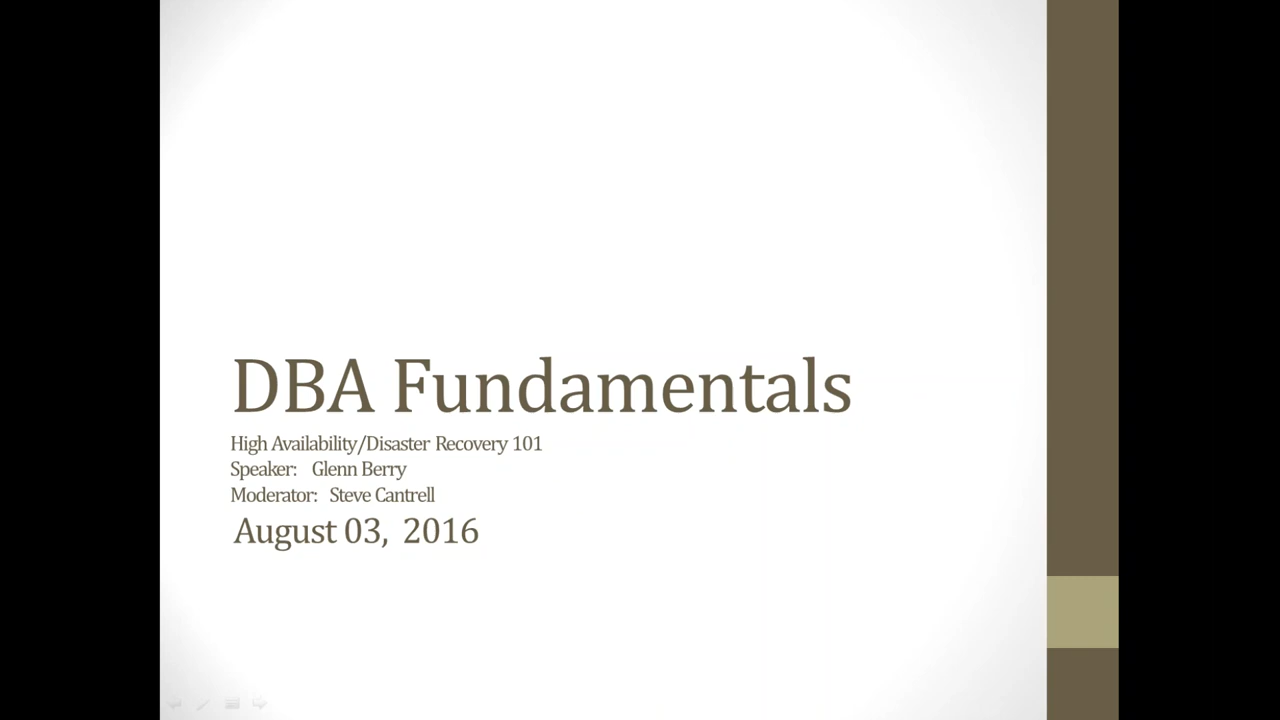 DBA Fundamentals
High Availability/Disaster Recovery 101
Speaker: Glenn Berry
Moderator: Steve Cantrell
August 03, 2016